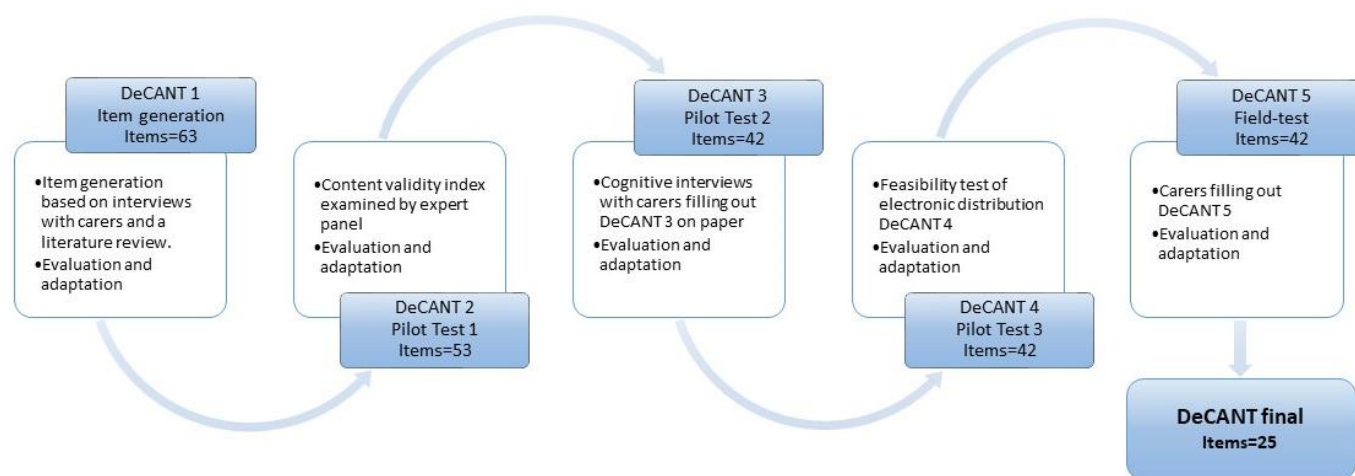 DeCANT 1
Item generation
Items=63
•Item generation
based on interviews
with carers and a
literature review.
•Evaluation and
adaptation
•Content validity index
examined by expert
panel
•Evaluation and
adaptation
DeCANT 2
Pilot Test 1
Items=53
DeCANT 3
Pilot Test 2
Items=42
•Cognitive interviews
with carers filling out
DeCANT 3 on paper
•Evaluation and
adaptation
•Feasibility test of
electronic distribution
DeCANT 4
•Evaluation and
adaptation
DeCANT 4
Pilot Test 3
Items=42
DeCANT 5
Field-test
Items=42
•Carers filling out
DeCANT 5
•Evaluation and
adaptation
DeCANT final
Items=25